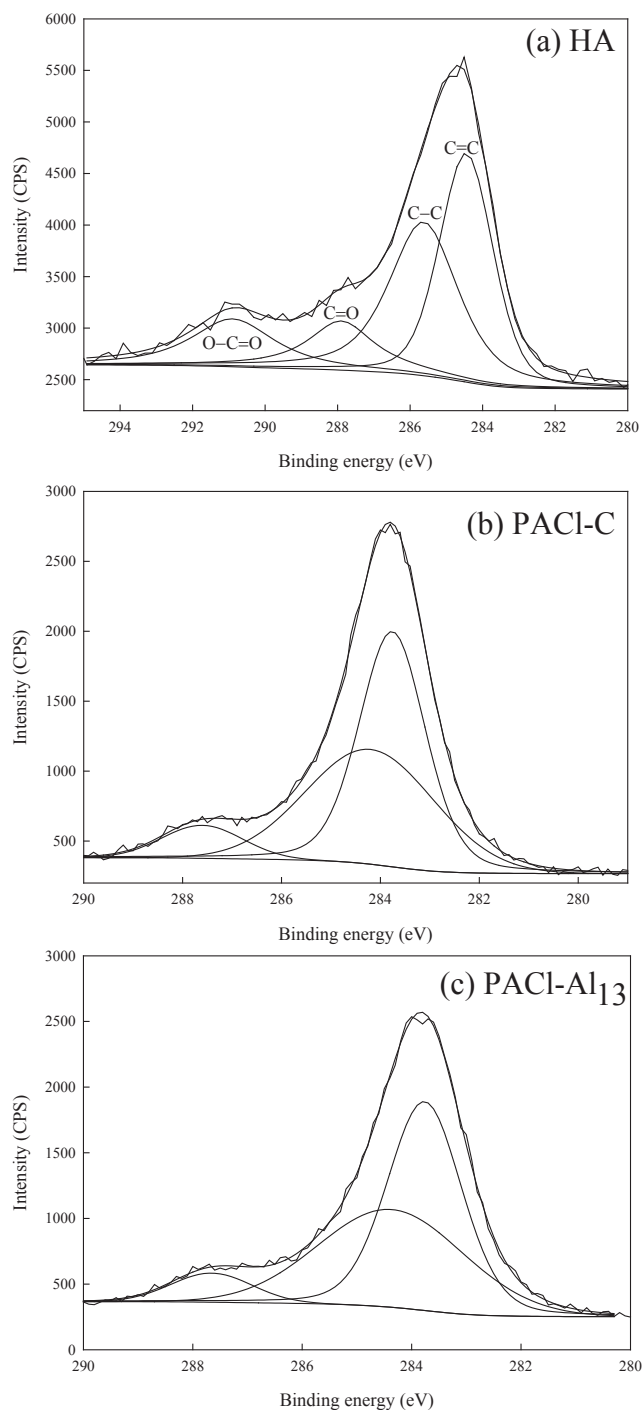 (a) HA
6000
5500
5000
4500
4000
3500
3000
2500
Intensity (CPS)
C=C
C–C
C=O
O–C=O
294 292 290 288 286 284 282 280
Binding energy (eV)
(b) PACl-C
3000
2500
2000
1500
1000
500
Intensity (CPS)
290 288 286 284 282 280
Binding energy (eV)
(c) PACl-Al13
3000
2500
2000
1500
1000
500
0
Intensity (CPS)
290 288 286 284 282 280
Binding energy (eV)